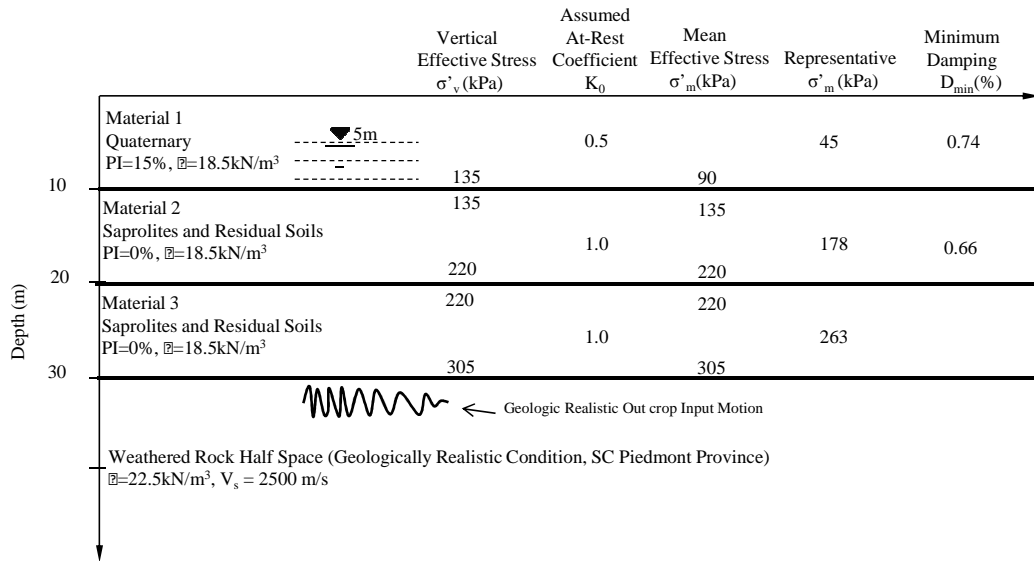 Vertical
Effective Stress
σ'v (kPa)
Assumed
At-Rest
Coefficient
K0
Mean
Effective Stress
σ'm(kPa)
Representative
σ'm (kPa)
Minimum
Damping
Dmin(%)
Material 1
Quaternary
PI=15%, ⍰=18.5kN/m3
5m
0.5
45
0.74
135
90
10
Material 2
Saprolites and Residual Soils
PI=0%, ⍰=18.5kN/m3
135
135
1.0
178
0.66
220
220
20
Material 3
Saprolites and Residual Soils
PI=0%, ⍰=18.5kN/m3
220
220
1.0
263
305
305
30
Depth (m)
Geologic Realistic Out crop Input Motion
Weathered Rock Half Space (Geologically Realistic Condition, SC Piedmont Province)
⍰=22.5kN/m3, Vs = 2500 m/s